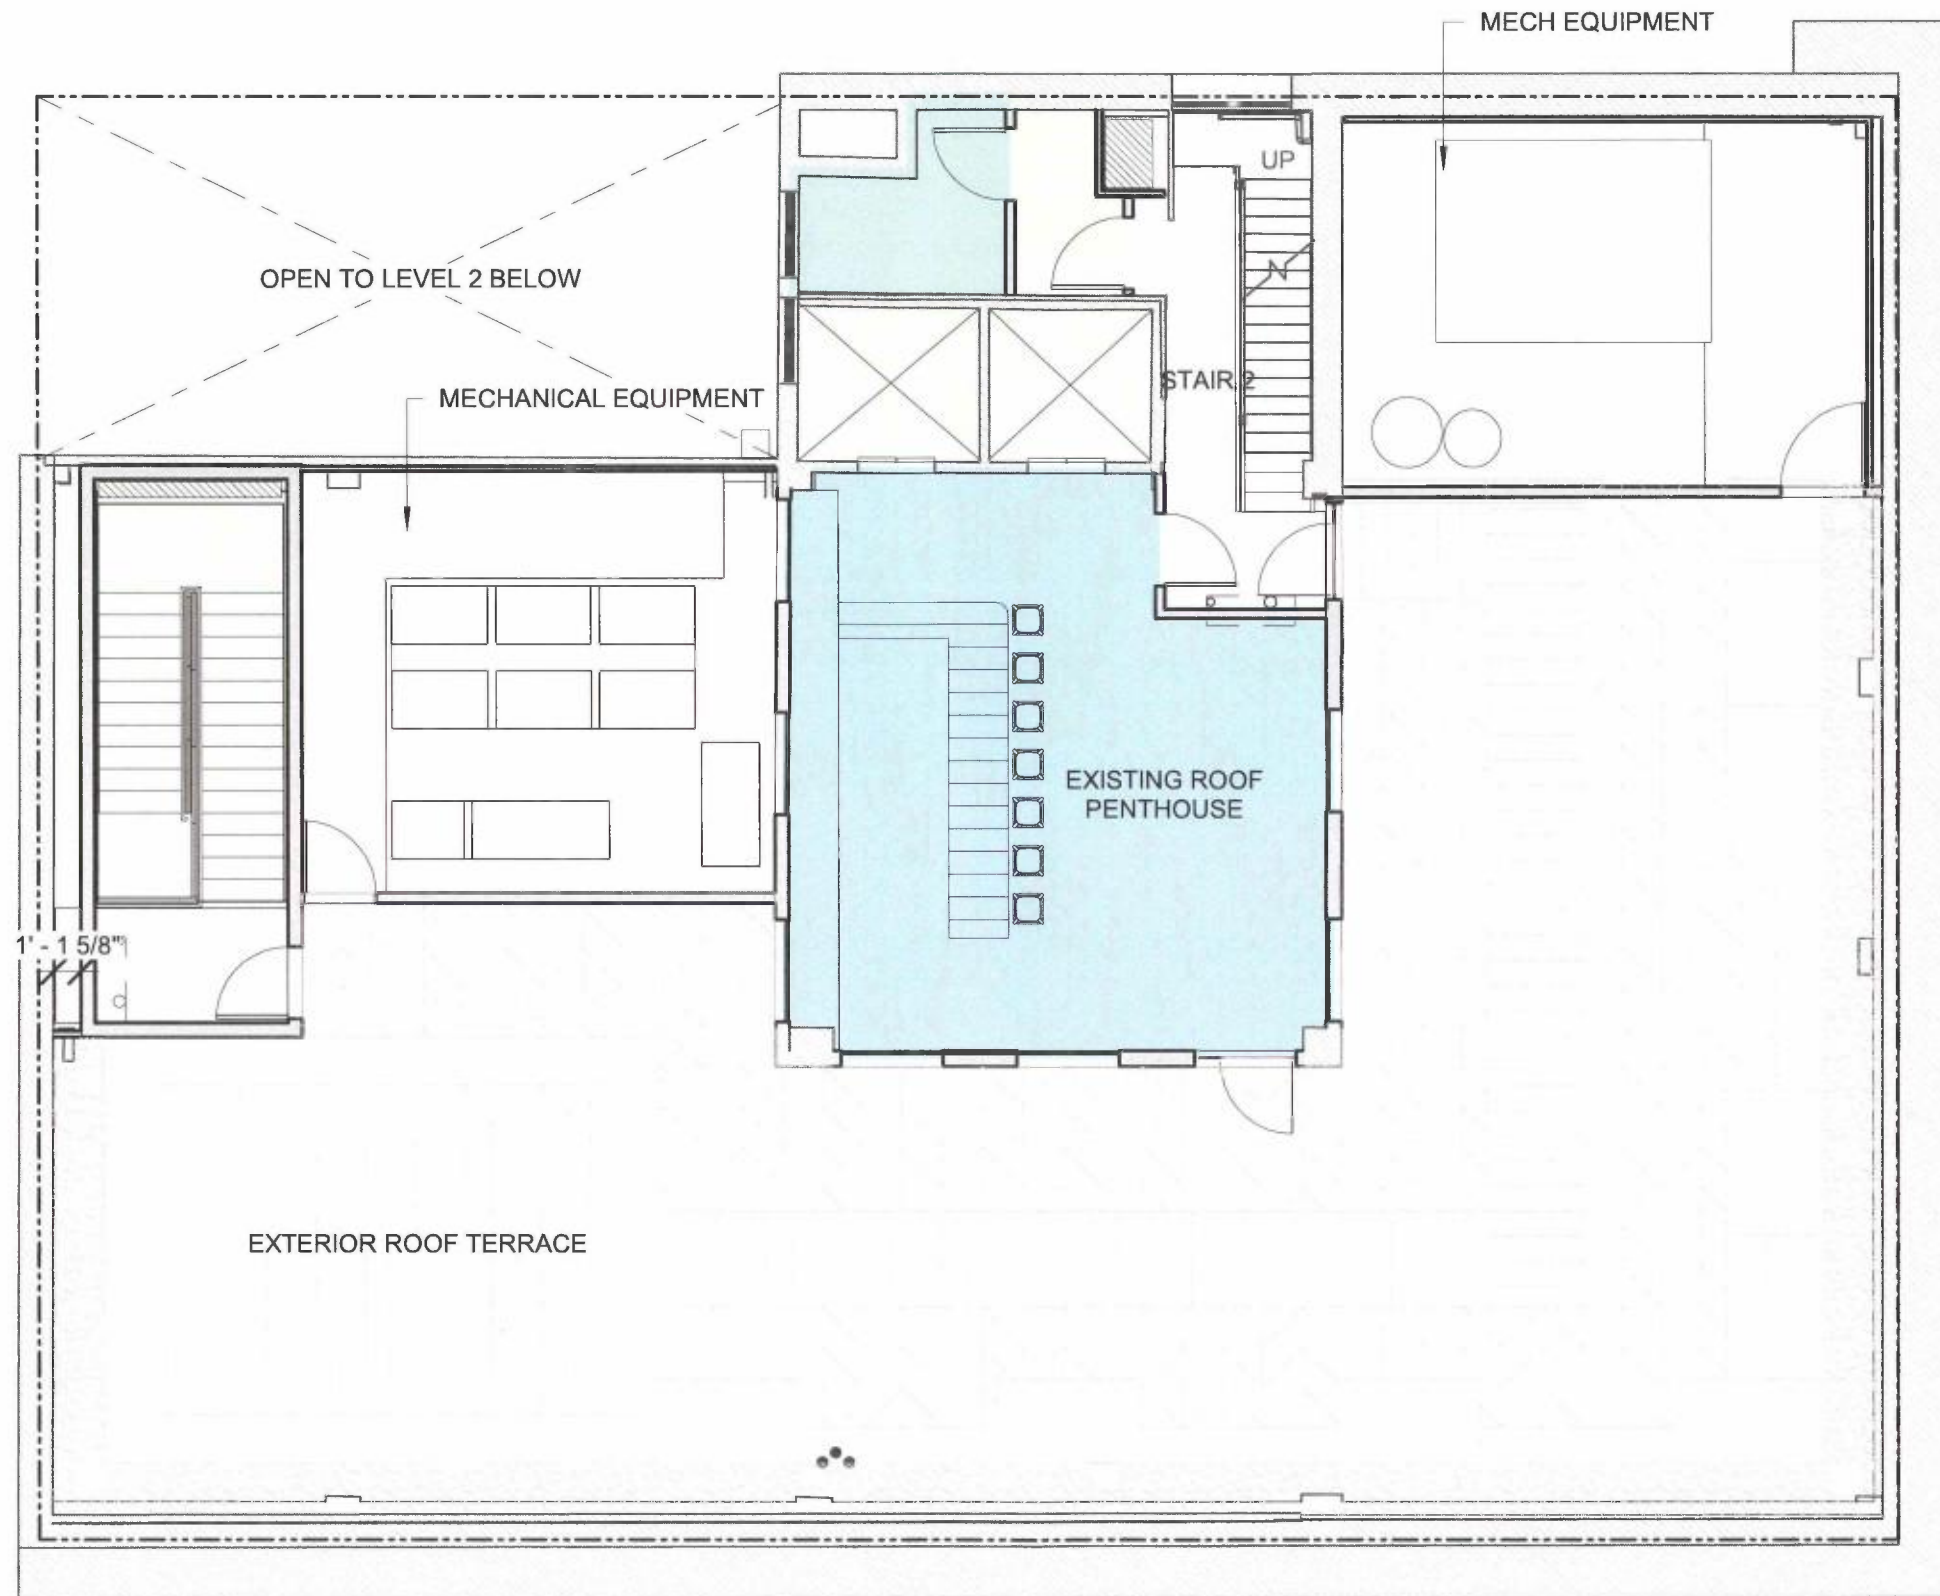 MECH EQUIPMENT
UP
OPEN TO LEVEL 2 BELOW
STAIR 2
MECHANICAL EQUIPMENT
EXISTING ROOF
PENTHOUSE
1' - 1 5/8"
EXTERIOR ROOF TERRACE